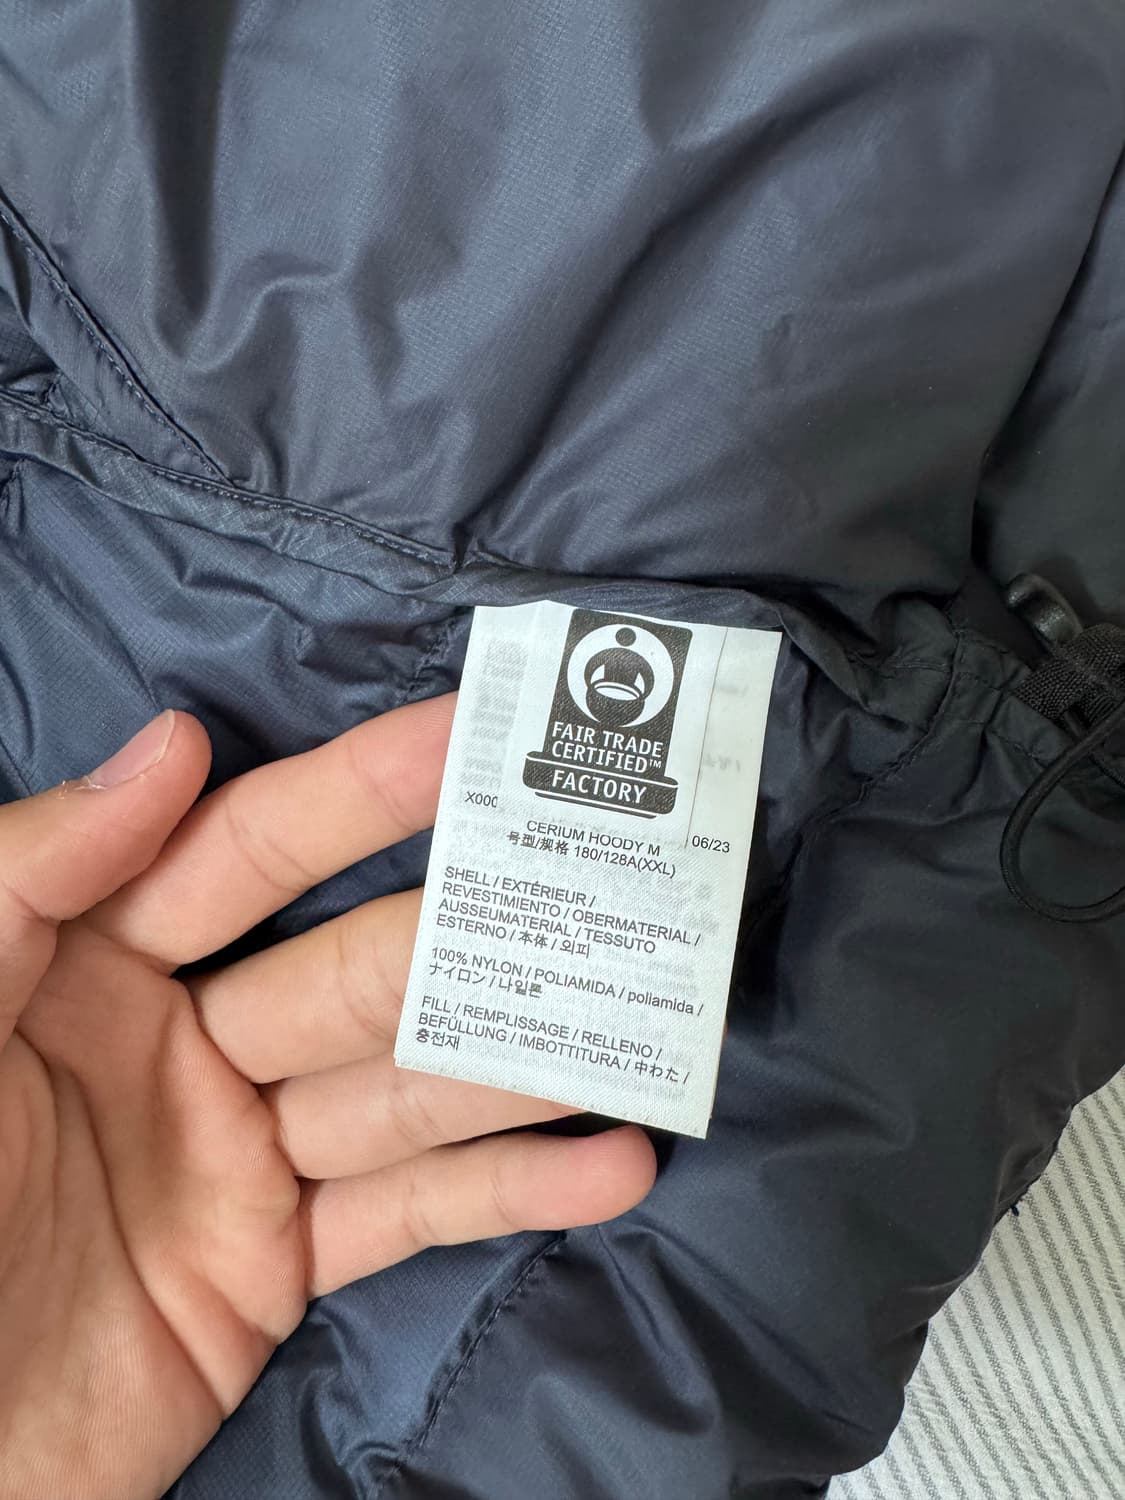 FAIR TRADE
CERTIFIED™
FACTORY
X000
06/23
CERIUM HOODY M
号型/规格 180/128A(XXL)
SHELL / EXTÉRIEUR /
REVESTIMIENTO / OBERMATERIAL /
AUSSEUMATERIAL / TESSUTO
ESTERNO / 本体 / 외피
100% NYLON / POLIAMIDA / poliamida /
ナイロン / 나일론
FILL / REMPLISSAGE / RELLENO /
BEFÜLLUNG / IMBOTTITURA / 中わた /
충전재